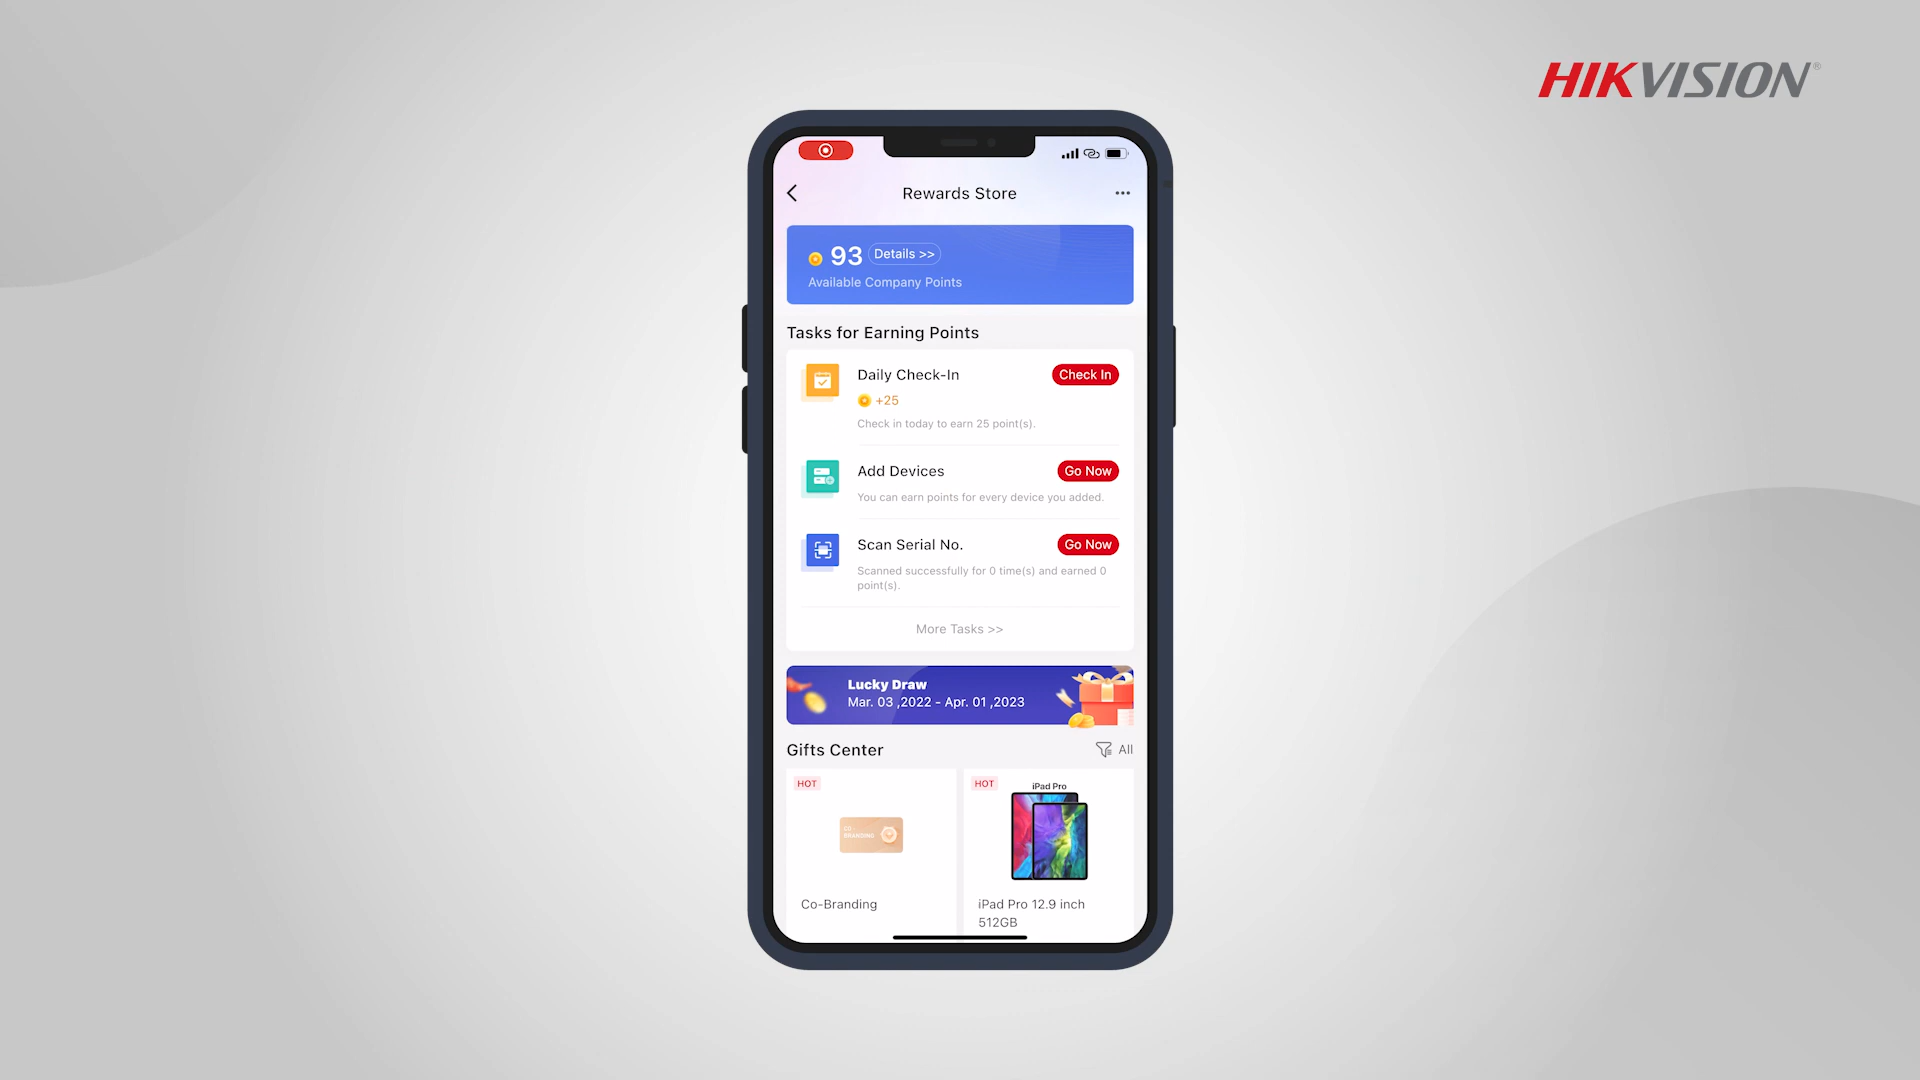 HIKVISION®
Rewards Store
93 Details >>
Available Company Points
Tasks for Earning Points
Daily Check-In
Check In
+25
Check in today to earn 25 point(s).
Add Devices
Go Now
You can earn points for every device you added.
Scan Serial No.
Go Now
Scanned successfully for 0 time(s) and earned 0
point(s).
More Tasks >>
Lucky Draw
Mar. 03 ,2022 - Apr. 01 ,2023
Gifts Center
All
HOT
CO
BRANDING
Co-Branding
HOT
iPad Pro
iPad Pro 12.9 inch
512GB